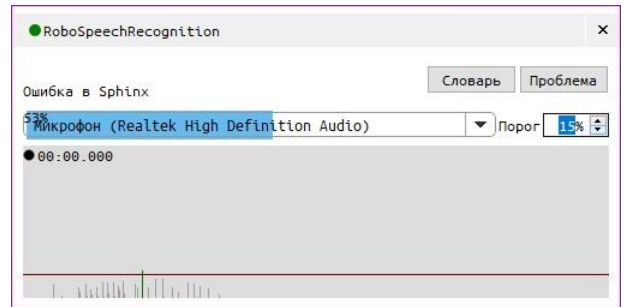 RoboSpeechRecognition ×
Словарь Проблема
Ошибка в Sphinx
53%
Микрофон (Realtek High Definition Audio) Порог 15%
00:00.000